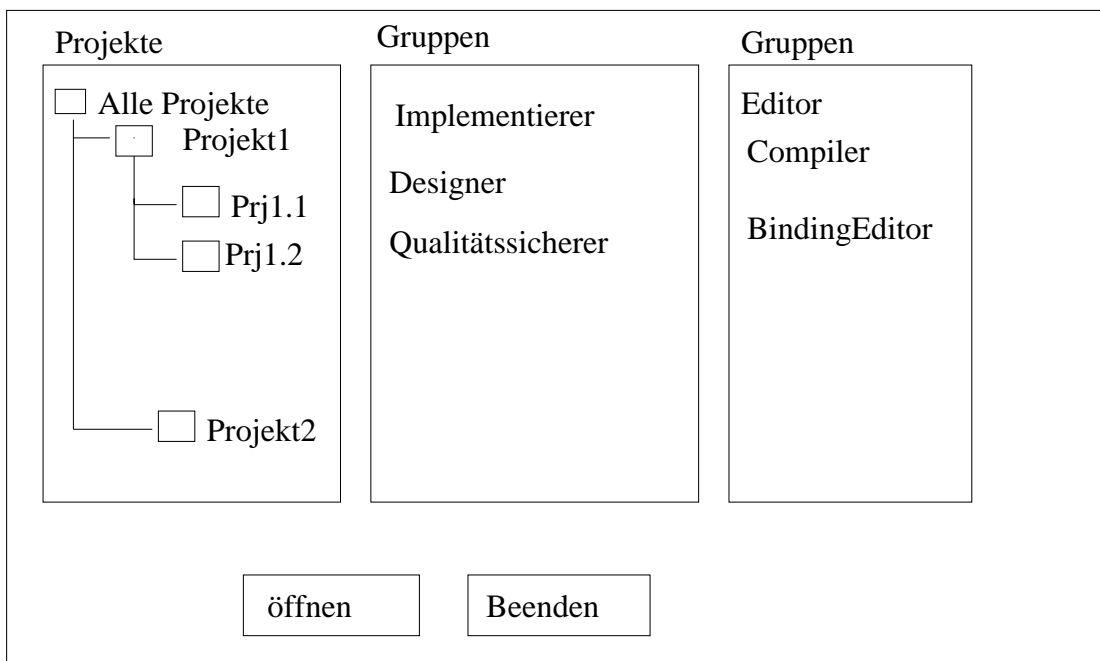 Projekte
Alle Projekte
Projekt1
Prj1.1
Prj1.2
Projekt2
Gruppen
Implementierer
Designer
Qualitätssicherer
Gruppen
Editor
Compiler
BindingEditor
öffnen
Beenden